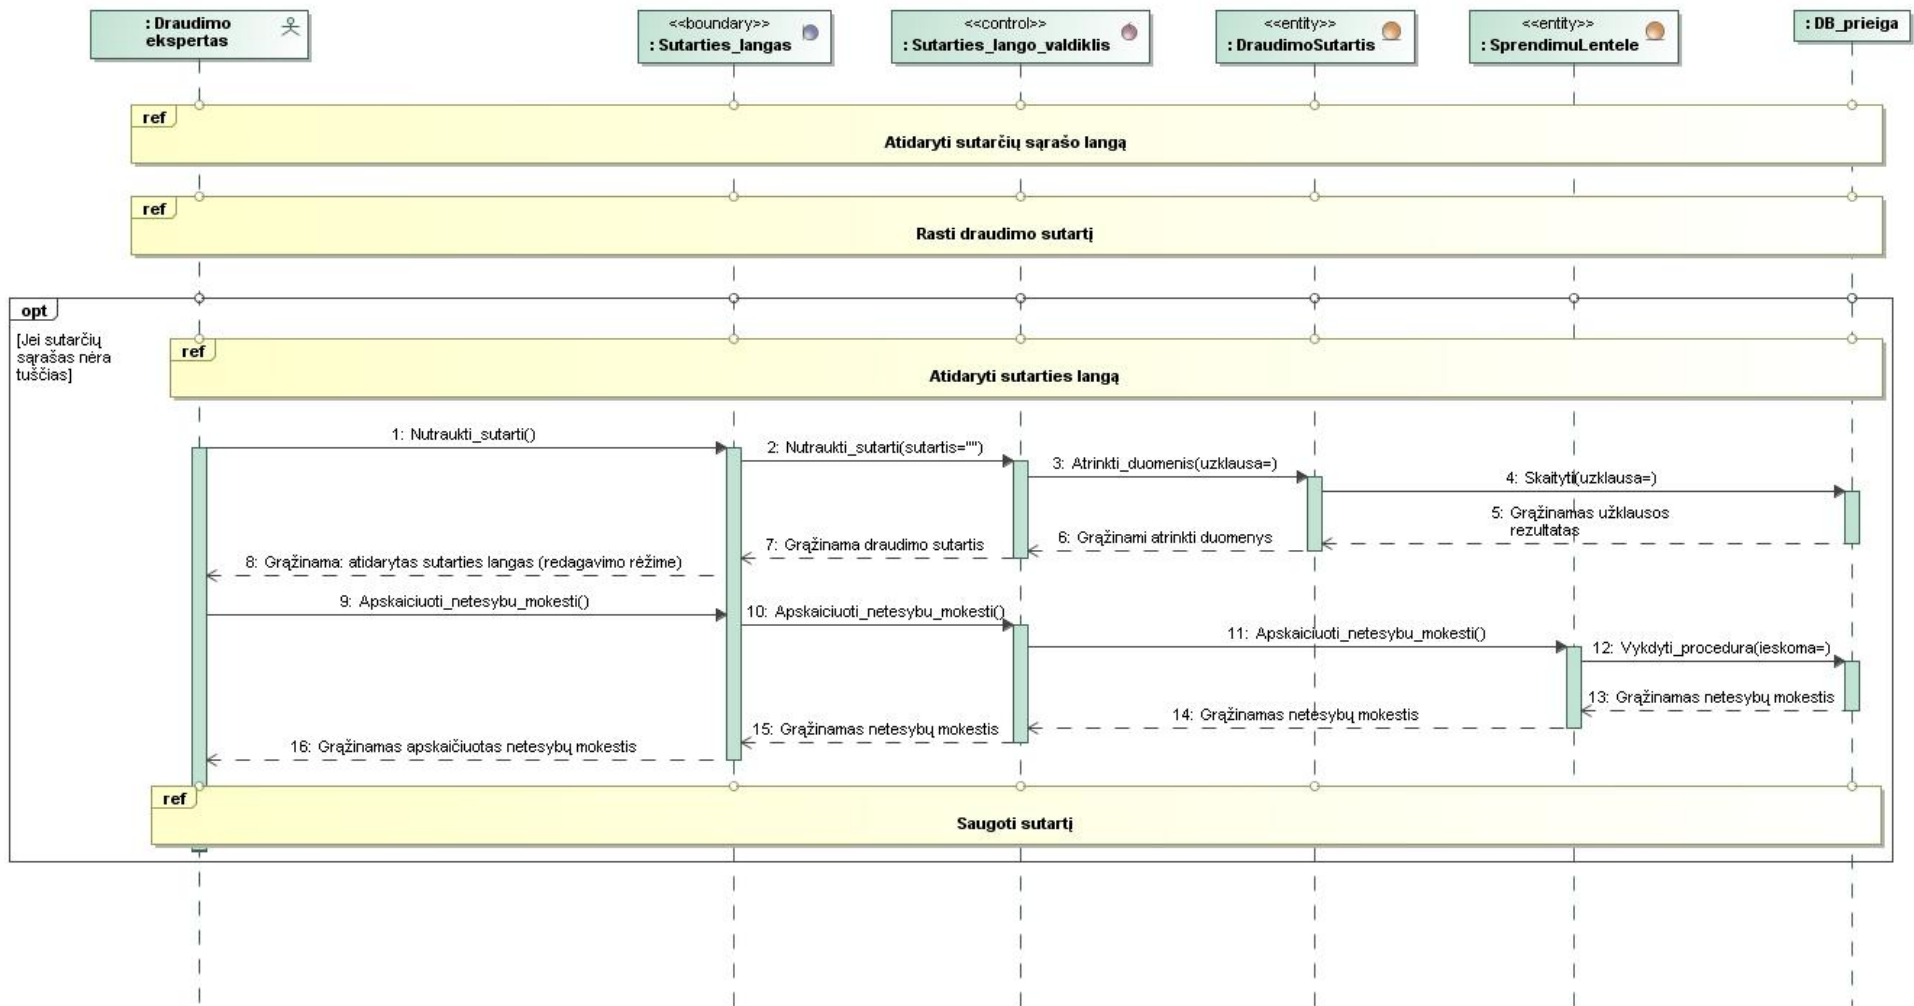 : Draudimo
ekspertas
<<boundary>>
: Sutarties_langas
<<control>>
: Sutarties_lango_valdiklis
<<entity>>
: DraudimoSutartis
<<entity>>
: SprendimuLentele
: DB_prieiga
ref
Atidaryti sutarčių sąrašo langą
ref
Rasti draudimo sutartį
opt
[Jei sutarčių
sąrašas nėra
tuščias]
ref
Atidaryti sutarties langą
1: Nutraukti_sutarti()
2: Nutraukti_sutarti(sutartis="")
3: Atrinkti_duomenis(uzklausa=)
4: Skaityti(uzklausa=)
5: Grąžinamas užklausos
rezultatas
6: Grąžinami atrinkti duomenys
7: Grąžinama draudimo sutartis
8: Grąžinama: atidarytas sutarties langas (redagavimo rėžime)
9: Apskaiciuoti_netesybu_mokesti()
10: Apskaiciuoti_netesybu_mokesti()
11: Apskaiciuoti_netesybu_mokesti()
12: Vykdyti_procedura(ieskoma=)
13: Grąžinamas netesybų mokestis
14: Grąžinamas netesybų mokestis
15: Grąžinamas netesybų mokestis
16: Grąžinamas apskaičiuotas netesybų mokestis
ref
Saugoti sutartį